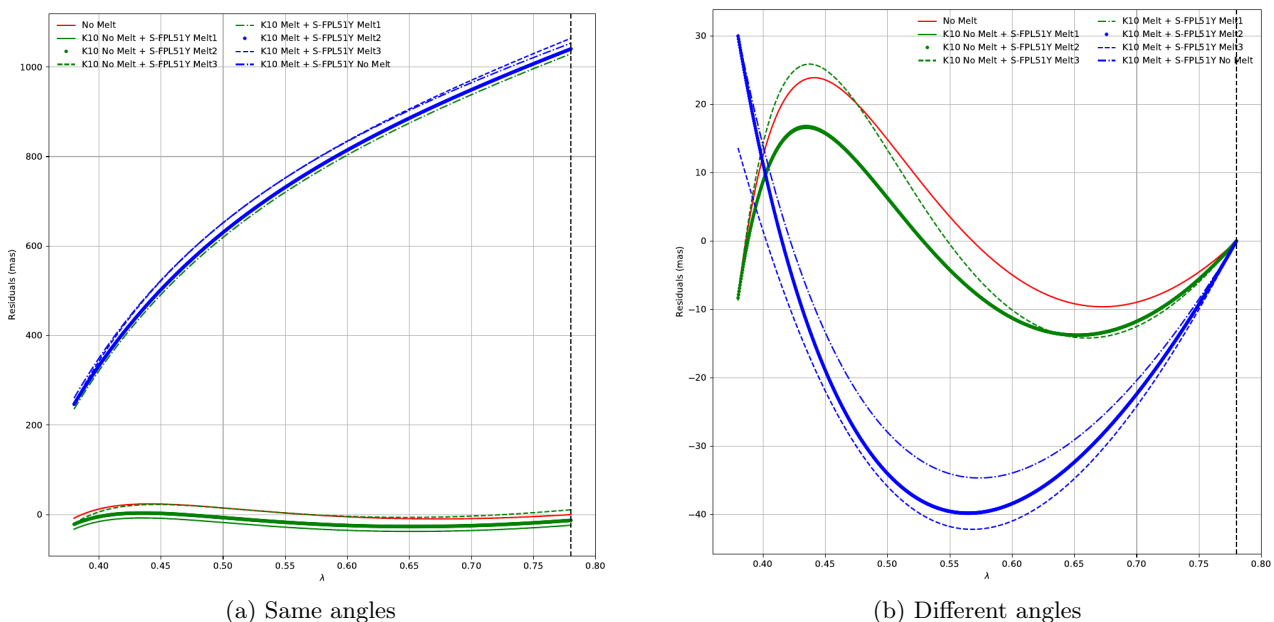 No Melt
K10 No Melt + S-FPL51Y Melt1
K10 No Melt + S-FPL51Y Melt2
K10 No Melt + S-FPL51Y Melt3
K10 Melt + S-FPL51Y Melt1
K10 Melt + S-FPL51Y Melt2
K10 Melt + S-FPL51Y Melt3
K10 Melt + S-FPL51Y No Melt
1000
800
600
400
200
0
Residuals (mas)
0.40 0.45 0.50 0.55 0.60 0.65 0.70 0.75 0.80
λ
(a) Same angles
No Melt
K10 No Melt + S-FPL51Y Melt1
K10 No Melt + S-FPL51Y Melt2
K10 No Melt + S-FPL51Y Melt3
K10 Melt + S-FPL51Y Melt1
K10 Melt + S-FPL51Y Melt2
K10 Melt + S-FPL51Y Melt3
K10 Melt + S-FPL51Y No Melt
30
20
10
0
−10
−20
−30
−40
Residuals (mas)
0.40 0.45 0.50 0.55 0.60 0.65 0.70 0.75 0.80
λ
(b) Different angles